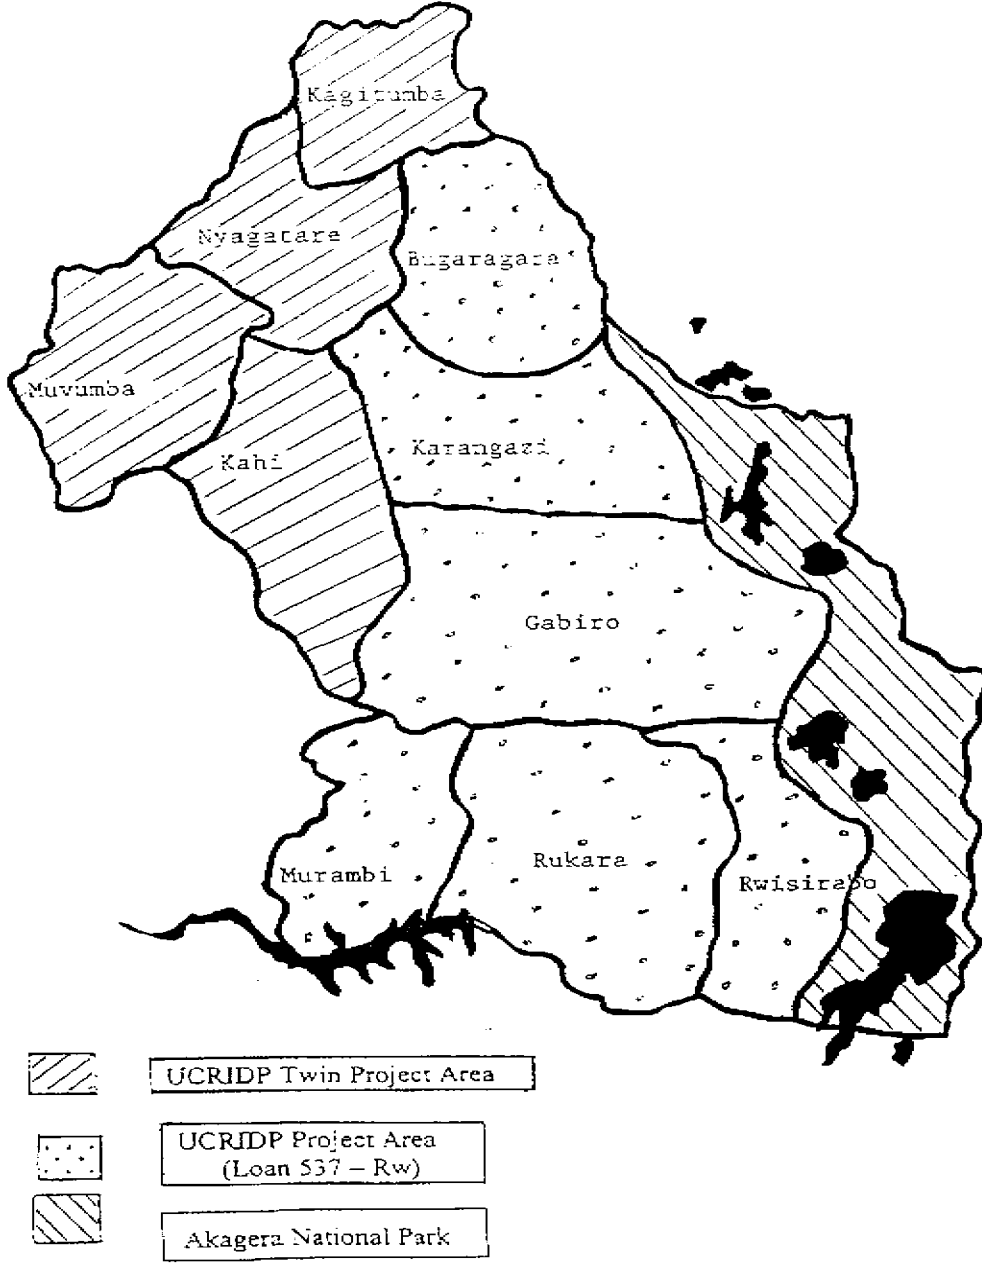 Kagitumba
Nyagatare
Bugaragara
Muvumba
Kahi
Karangazi
Gabiro
Murambi
Rukara
Rwisirabo
UCRIDP Twin Project Area
UCRIDP Project Area
(Loan 537 – Rw)
Akagera National Park